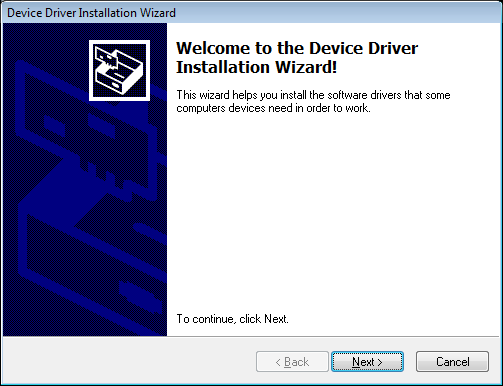 Device Driver Installation Wizard
Welcome to the Device Driver
Installation Wizard!
This wizard helps you install the software drivers that some
computers devices need in order to work.
To continue, click Next.
< Back
Next >
Cancel